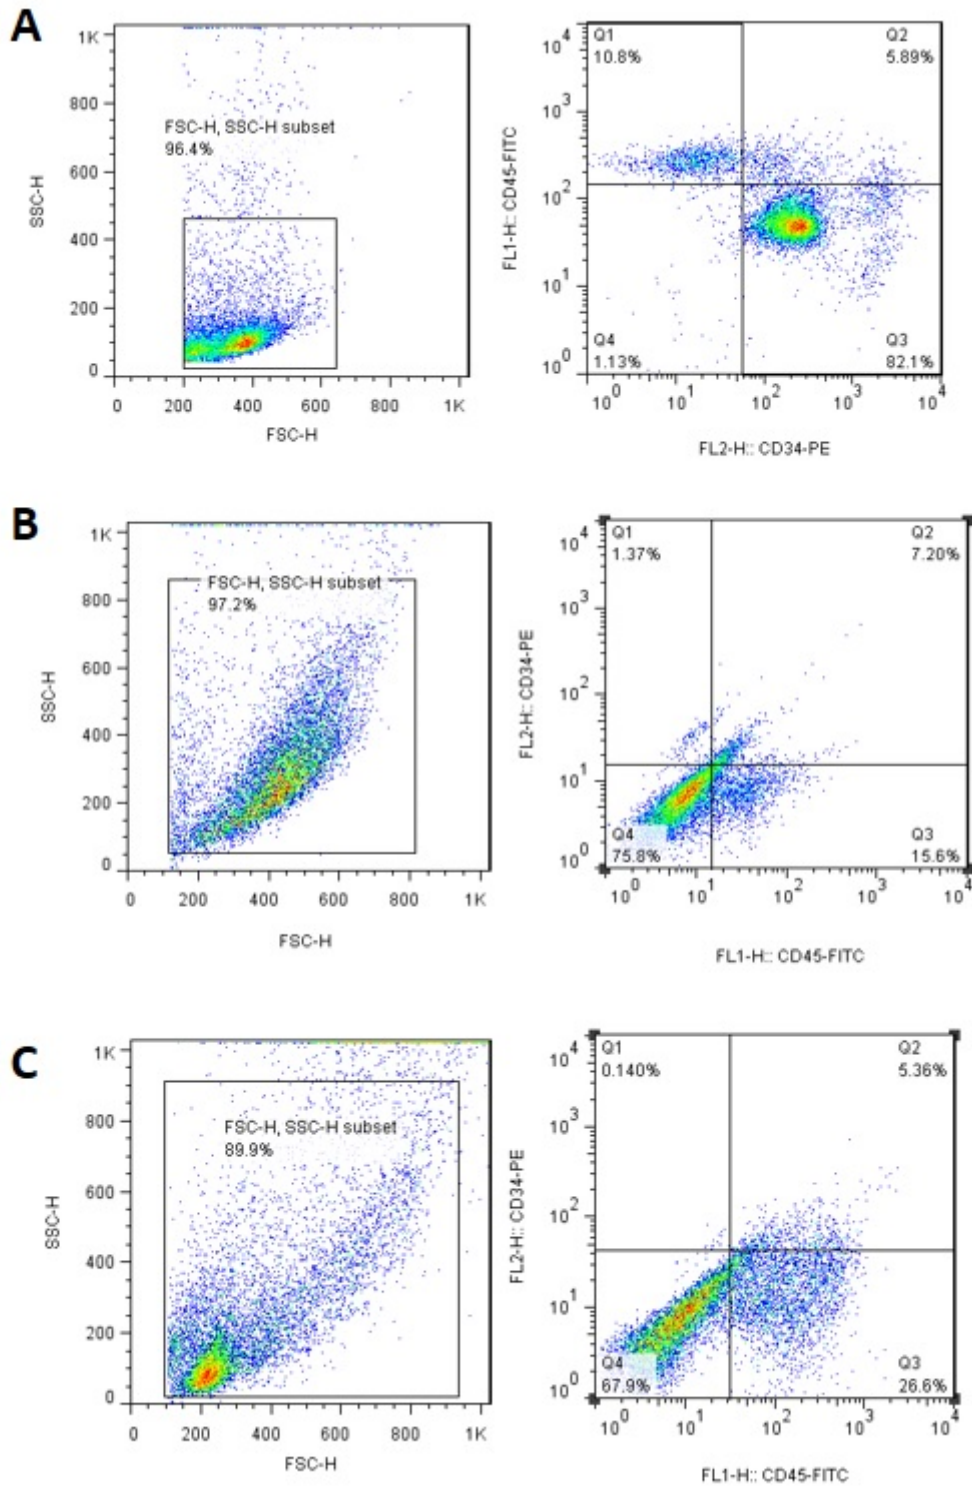 A
1K
800
600
400
200
0
SSC-H
FSC-H, SSC-H subset
96.4%
0 200 400 600 800 1K
FSC-H
10^4
10^3
10^2
10^1
10^0
FL1-H:: CD45-FITC
Q1
10.8%
Q2
5.89%
Q4
1.13%
Q3
82.1%
10^0 10^1 10^2 10^3 10^4
FL2-H:: CD34-PE
B
1K
800
600
400
200
0
SSC-H
FSC-H, SSC-H subset
97.2%
0 200 400 600 800 1K
FSC-H
10^4
10^3
10^2
10^1
10^0
FL2-H:: CD34-PE
Q1
1.37%
Q2
7.20%
Q4
75.8%
Q3
15.6%
10^0 10^1 10^2 10^3 10^4
FL1-H:: CD45-FITC
C
1K
800
600
400
200
0
SSC-H
FSC-H, SSC-H subset
89.9%
0 200 400 600 800 1K
FSC-H
10^4
10^3
10^2
10^1
10^0
FL2-H:: CD34-PE
Q1
0.140%
Q2
5.36%
Q4
67.9%
Q3
26.6%
10^0 10^1 10^2 10^3 10^4
FL1-H:: CD45-FITC